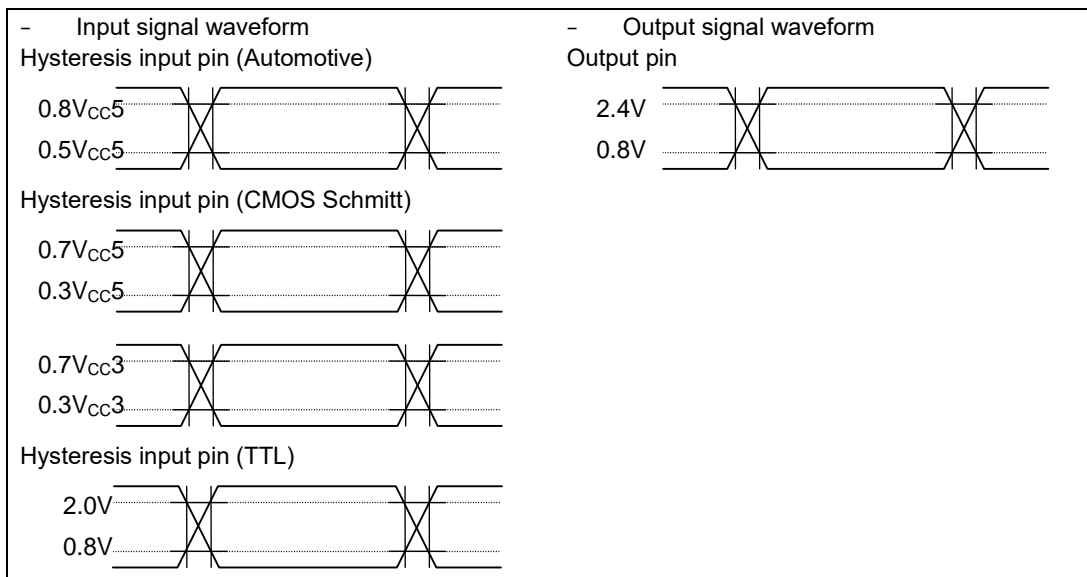 – Input signal waveform
Hysteresis input pin (Automotive)
0.8VCC5
0.5VCC5
Hysteresis input pin (CMOS Schmitt)
0.7VCC5
0.3VCC5
0.7VCC3
0.3VCC3
Hysteresis input pin (TTL)
2.0V
0.8V
– Output signal waveform
Output pin
2.4V
0.8V